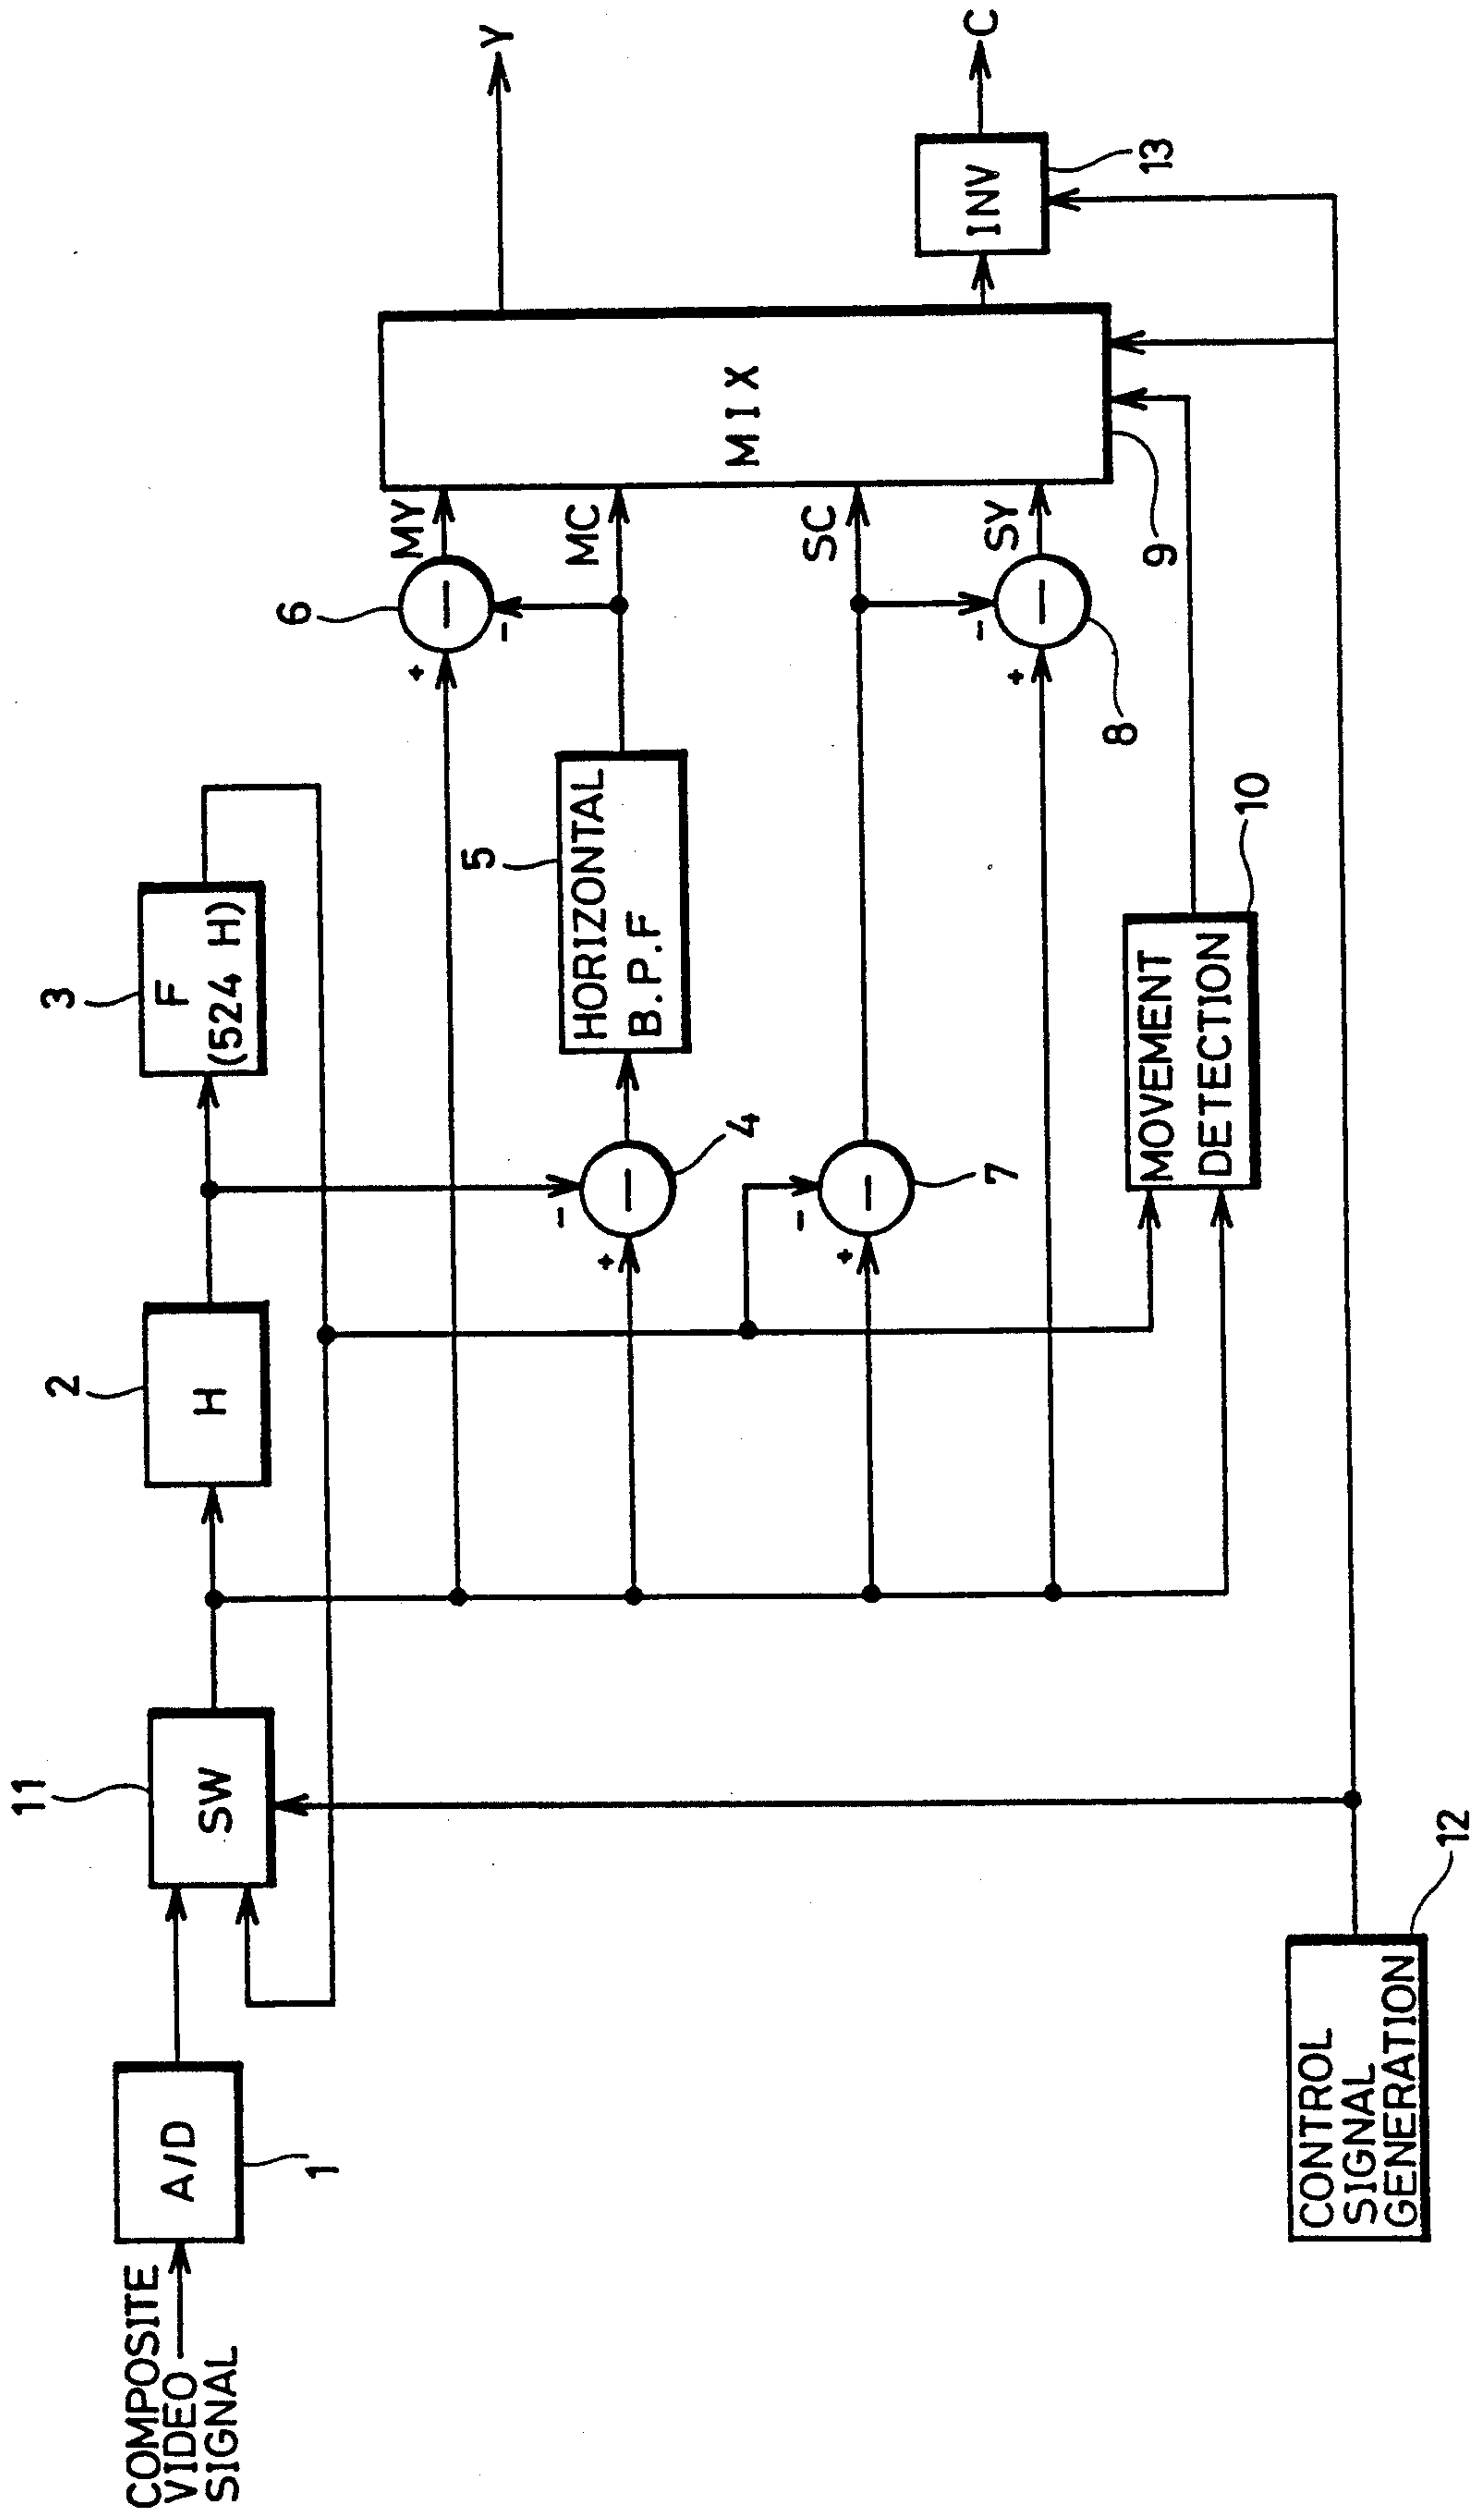 COMPOSITE
VIDEO
SIGNAL
A/D
1
11
SW
2
H
3
F
(524 H)
4
+
-
5
HORIZONTAL
B.P.F
6
+
-
MY
MC
7
+
-
SC
SY
8
+
-
MIX
9
MOVEMENT
DETECTION
10
CONTROL
SIGNAL
GENERATION
12
INV
13
Y
C